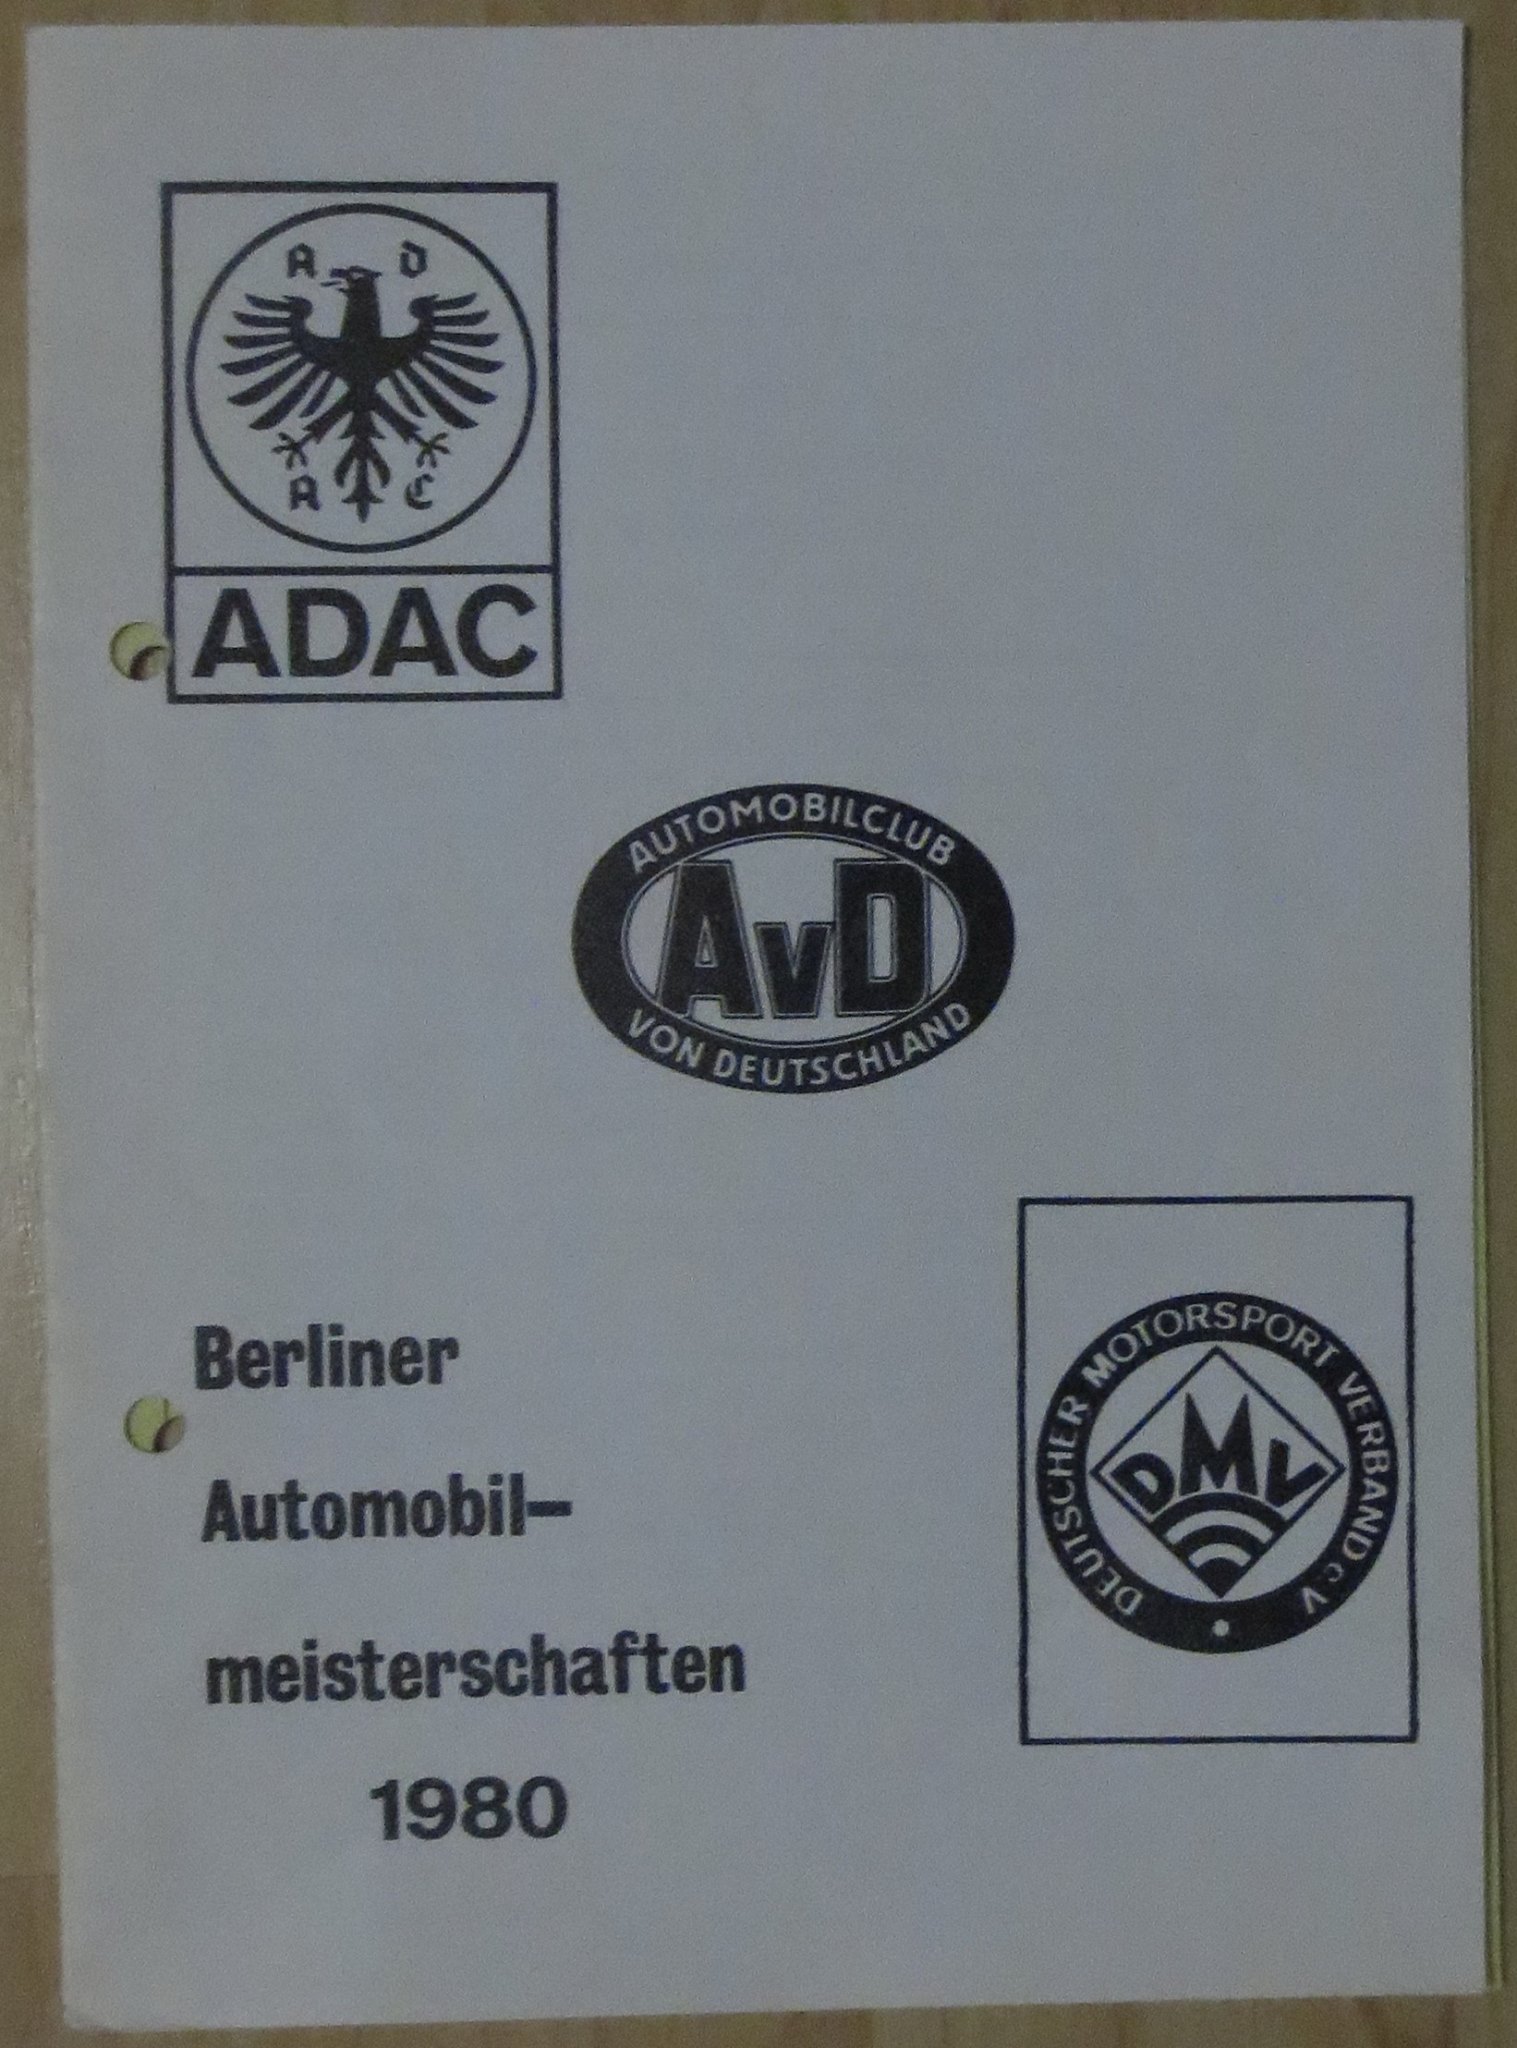 A D
A C
ADAC
AUTOMOBILCLUB
AvD
VON DEUTSCHLAND
DEUTSCHER MOTORSPORT VERBAND e.V
DMV
Berliner
Automobil-
meisterschaften
1980